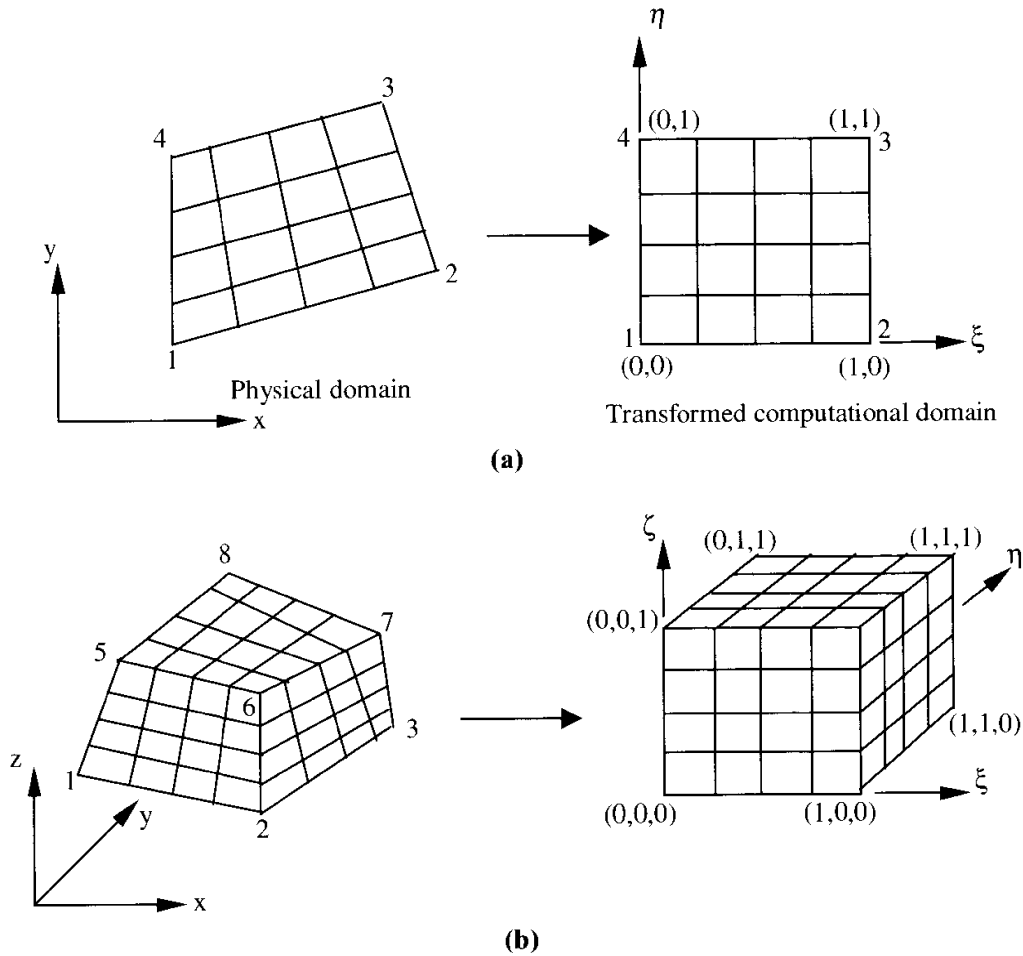 η
3
4
4
(0,1)
(1,1)
3
y
2
1
1
2
ξ
(0,0)
(1,0)
Physical domain
x
Transformed computational domain
(a)
ζ
(0,1,1)
(1,1,1)
η
8
7
(0,0,1)
5
6
3
(1,1,0)
z
1
y
2
ξ
(0,0,0)
(1,0,0)
x
(b)